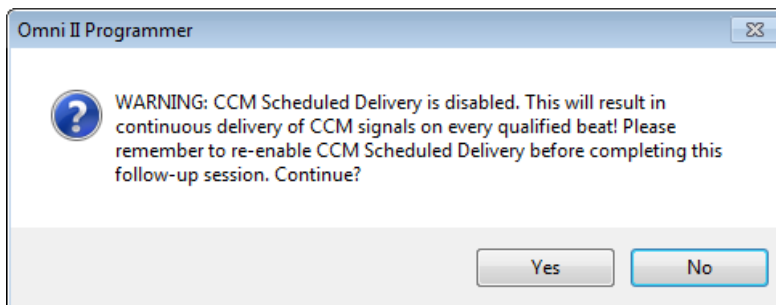 Omni II Programmer
WARNING: CCM Scheduled Delivery is disabled. This will result in
continuous delivery of CCM signals on every qualified beat! Please
remember to re-enable CCM Scheduled Delivery before completing this
follow-up session. Continue?
Yes
No